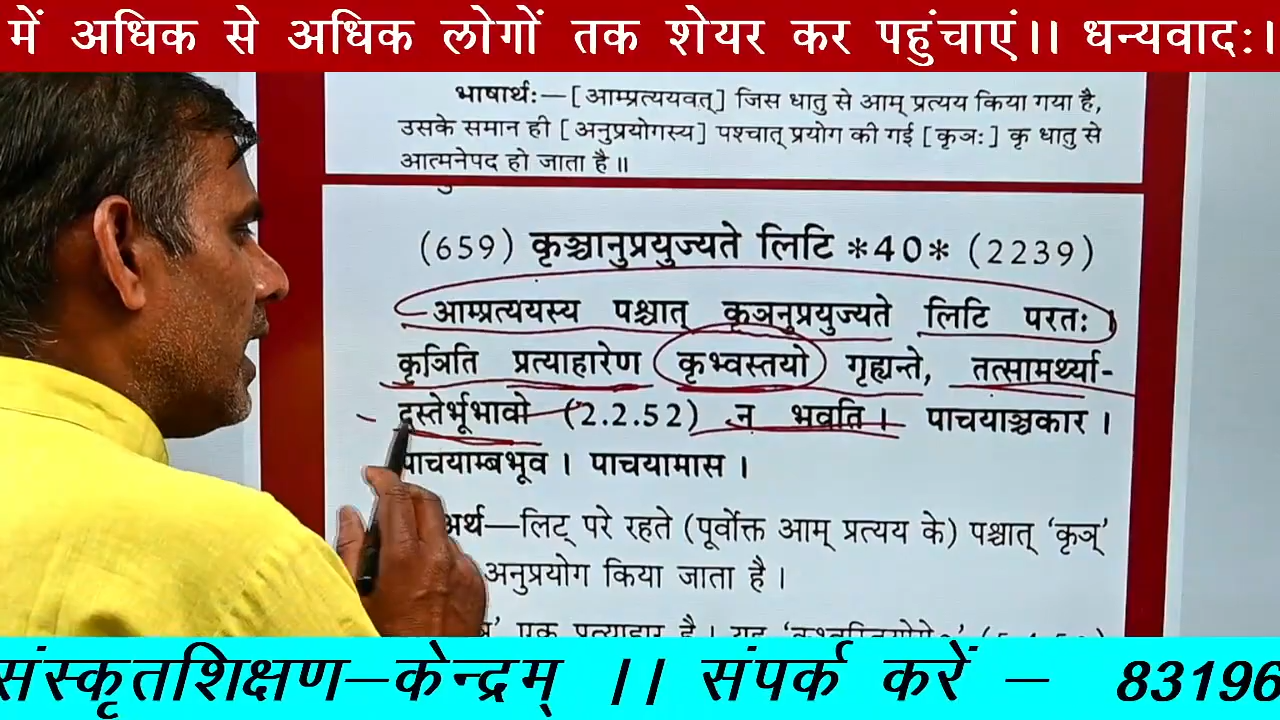 में अधिक से अधिक लोगों तक शेयर कर पहुंचाएं।। धन्यवादः।
भाषार्थः—[आम्प्रत्ययवत्] जिस धातु से आम् प्रत्यय किया गया है,
उसके समान ही [अनुप्रयोगस्य] पश्चात् प्रयोग की गई [कृञः] कृ धातु से
आत्मनेपद हो जाता है॥
(659) कृञ्चानुप्रयुज्यते लिटि *40* (2239)
आम्प्रत्ययस्य पश्चात् कृञनुप्रयुज्यते लिटि परतः।
कृञिति प्रत्याहारेण कृभ्वस्तयो गृह्यन्ते, तत्सामर्थ्या-
दस्तेर्भूभावो (2.2.52) न भवति। पाचयाञ्चकार।
पाचयाम्बभूव। पाचयामास।
अर्थ—लिट् परे रहते (पूर्वोक्त आम् प्रत्यय के) पश्चात् ‘कृञ्’
अनुप्रयोग किया जाता है।
एक प्रत्याहार है। यह
संस्कृतशिक्षण-केन्द्रम् ।। संपर्क करें - 83196